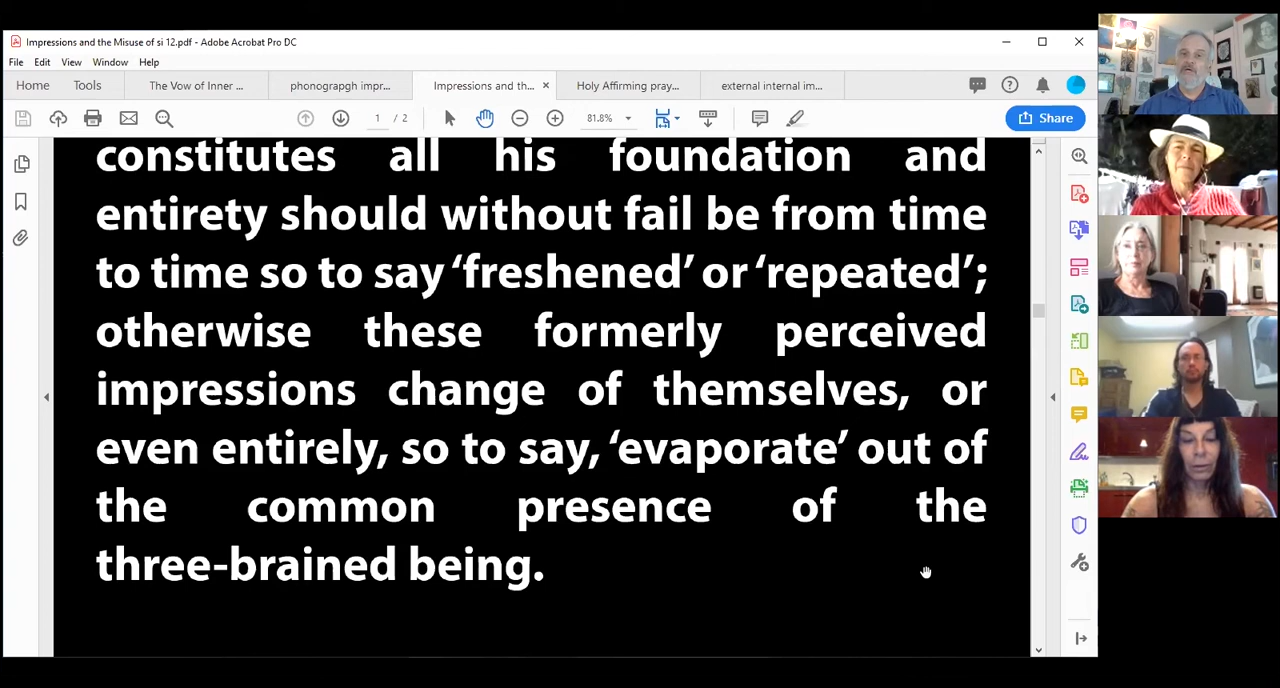 Impressions and the Misuse of si 12.pdf - Adobe Acrobat Pro DC
File Edit View Window Help
Home Tools The Vow of Inner ... phonograpgh impr... Impressions and th... × Holy Affirming pray... external internal im...
1 / 2 81.8% Share
constitutes all his foundation and
entirety should without fail be from time
to time so to say ‘freshened’ or ‘repeated’;
otherwise these formerly perceived
impressions change of themselves, or
even entirely, so to say, ‘evaporate’ out of
the common presence of the
three-brained being.